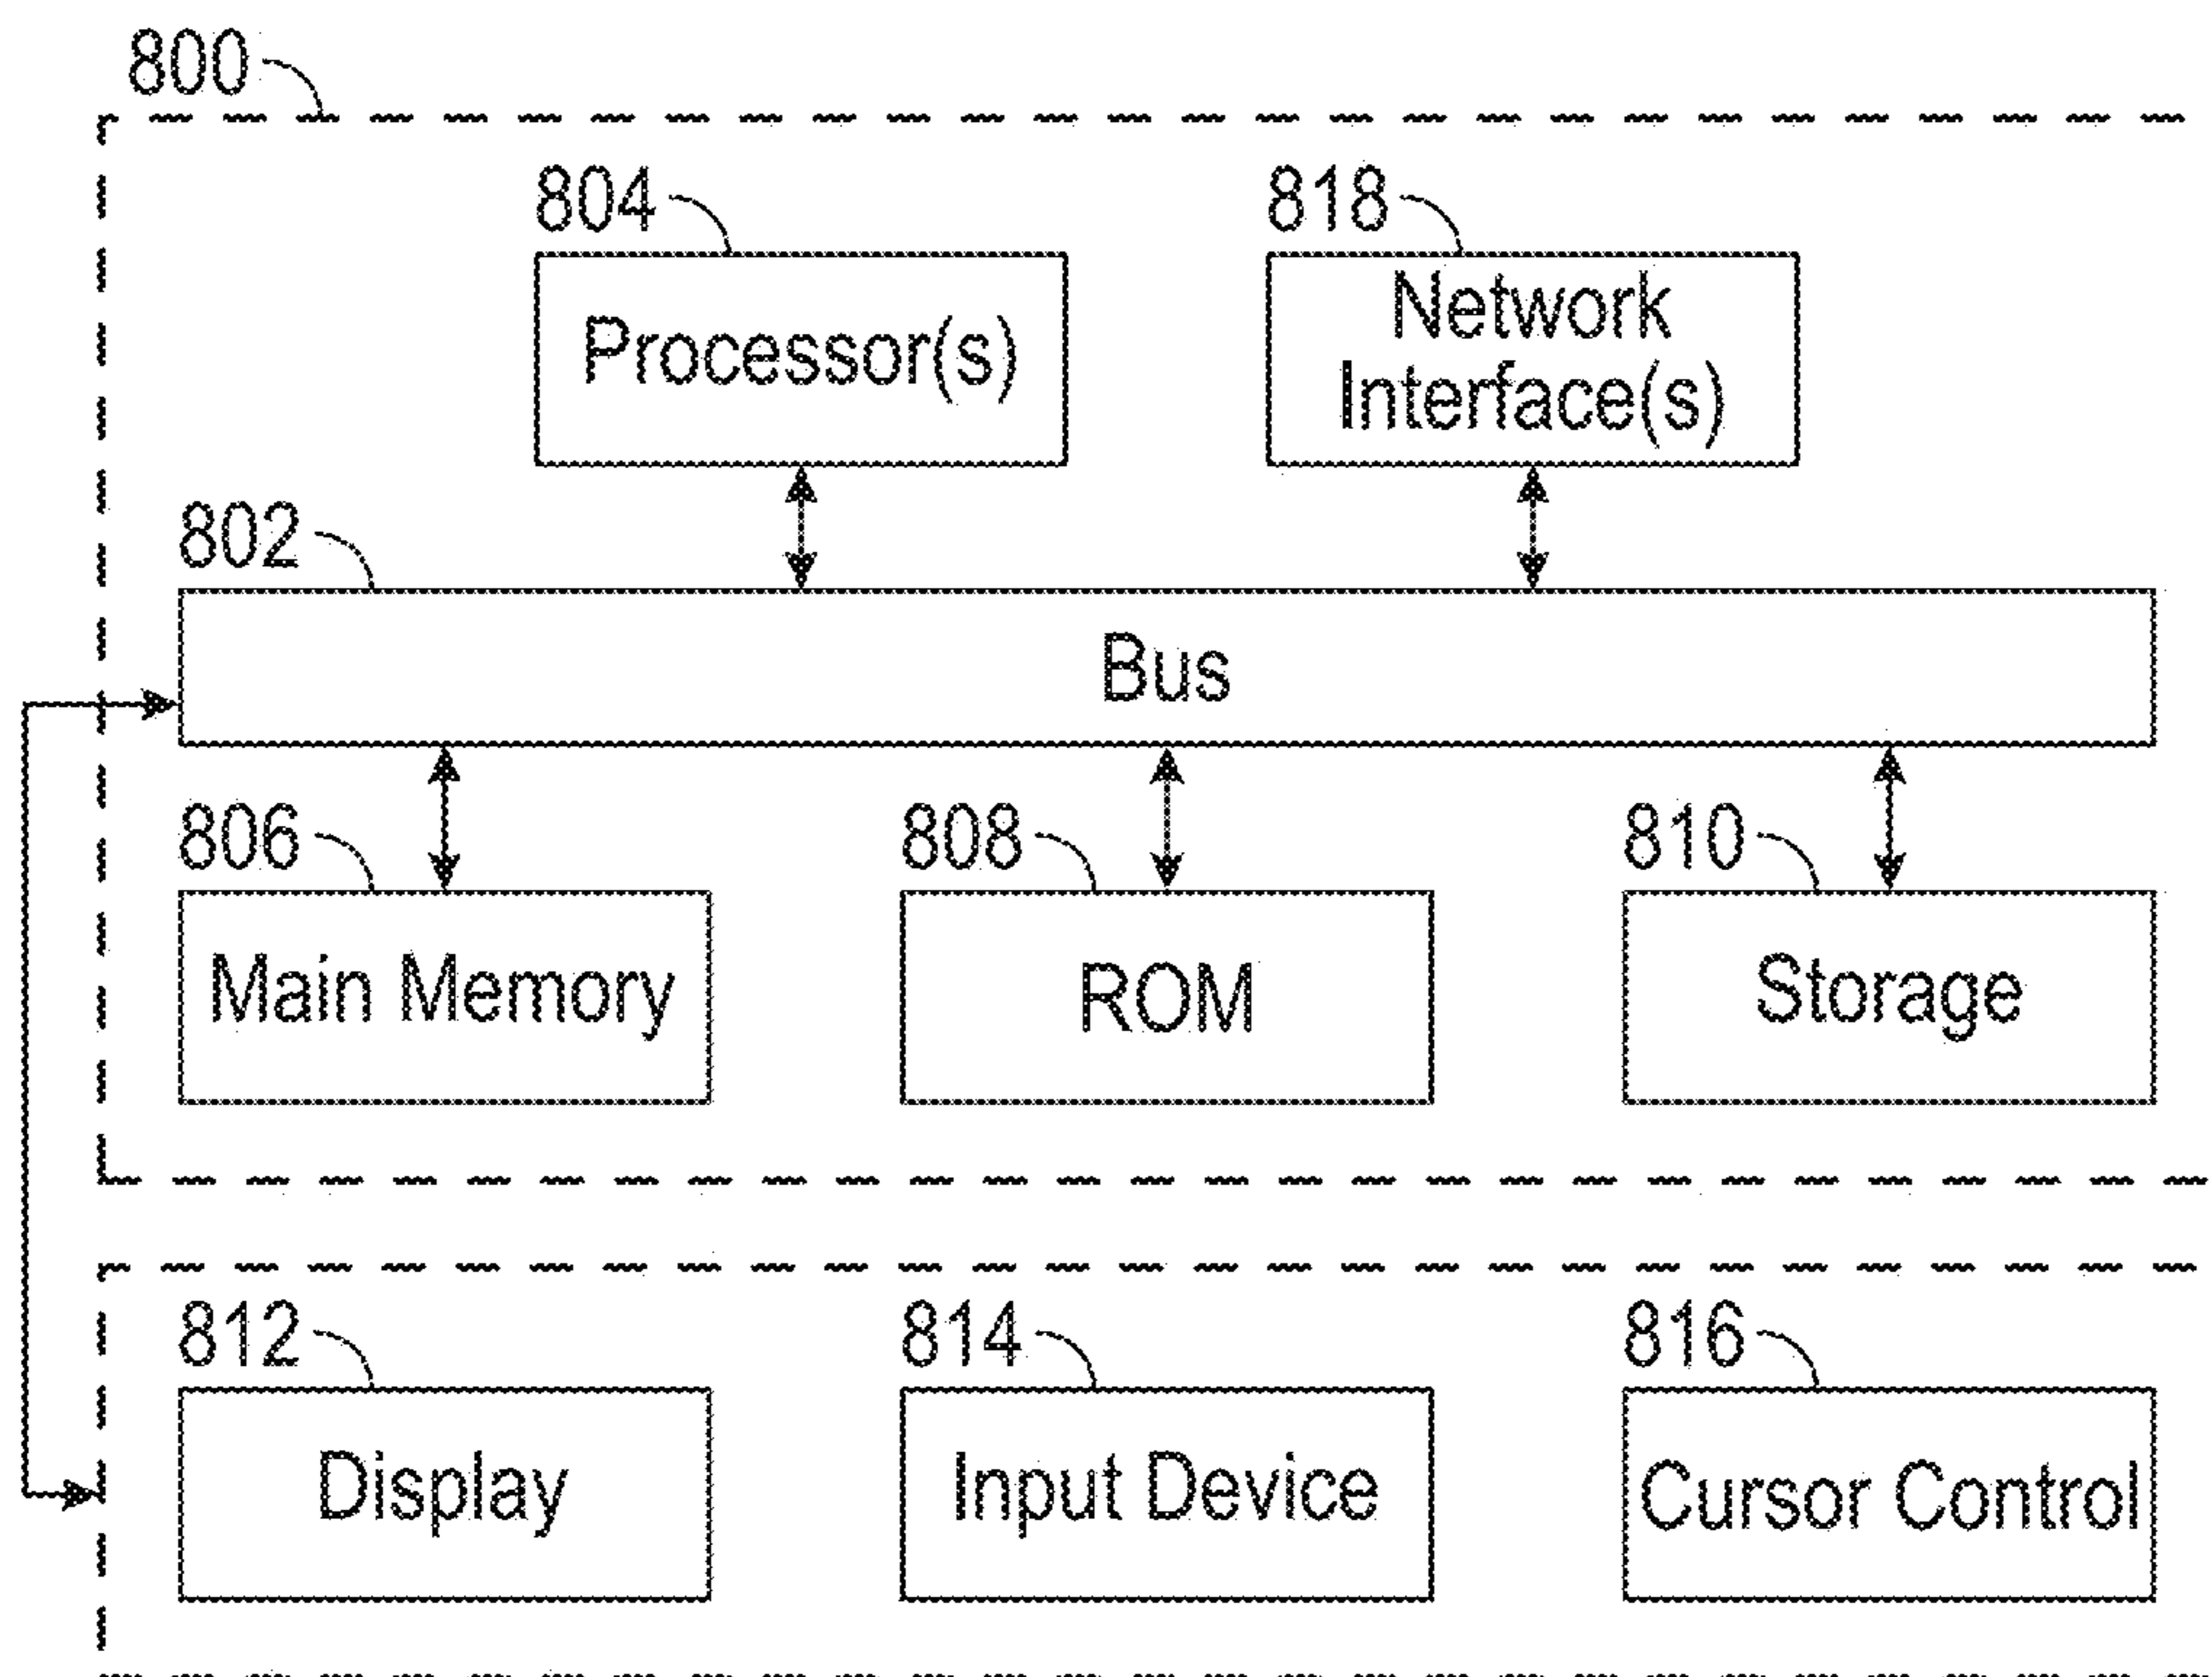 800
804
818
Processor(s)
Network
Interface(s)
802
Bus
806
808
810
Main Memory
ROM
Storage
812
814
816
Display
Input Device
Cursor Control